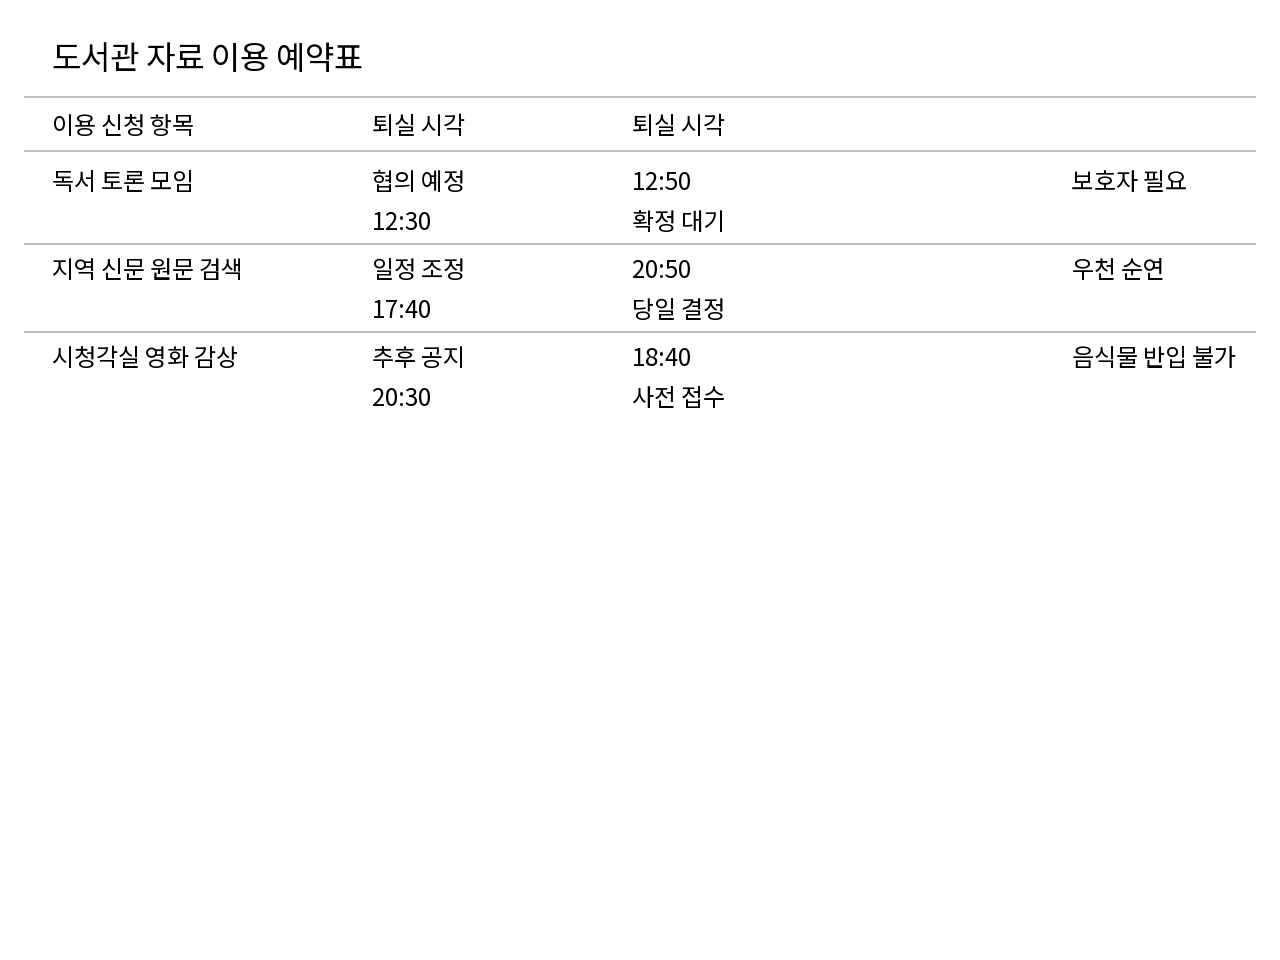 도서관 자료 이용 예약표
이용 신청 항목 퇴실 시각 퇴실 시각
독서 토론 모임 협의 예정 12:50 보호자 필요
12:30 확정 대기
지역 신문 원문 검색 일정 조정 20:50 우천 순연
17:40 당일 결정
시청각실 영화 감상 추후 공지 18:40 음식물 반입 불가
20:30 사전 접수